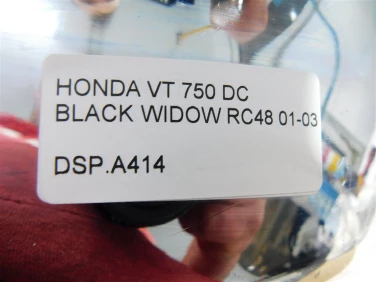 HONDA VT 750 DC
BLACK WIDOW RC48 01-03
DSP.A414